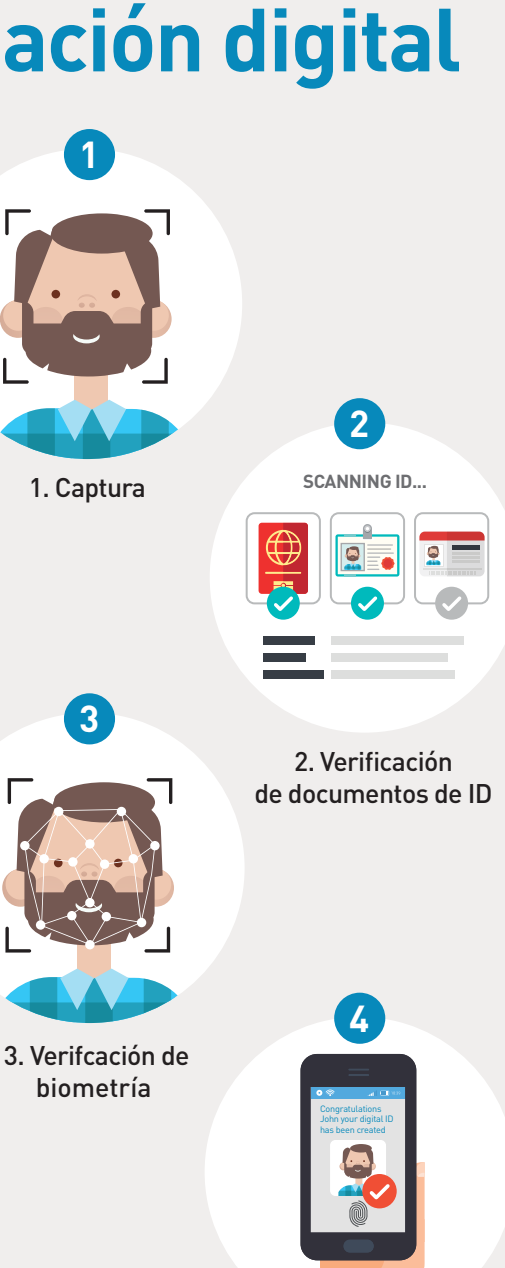 ación digital
1
1. Captura
2
SCANNING ID...
2. Verificación
de documentos de ID
3
3. Verifcación de
biometría
4
Congratulations
John your digital ID
has been created